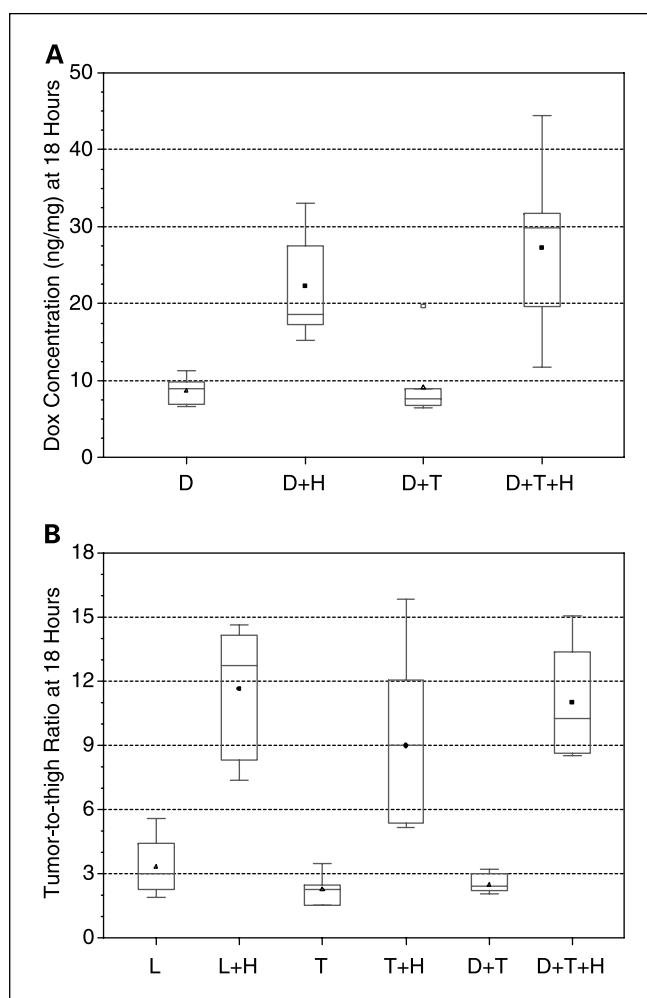 A
Dox Concentration (ng/mg) at 18 Hours
50
40
30
20
10
0
D D+H D+T D+T+H
B
Tumor-to-thigh Ratio at 18 Hours
18
15
12
9
6
3
0
L L+H T T+H D+T D+T+H